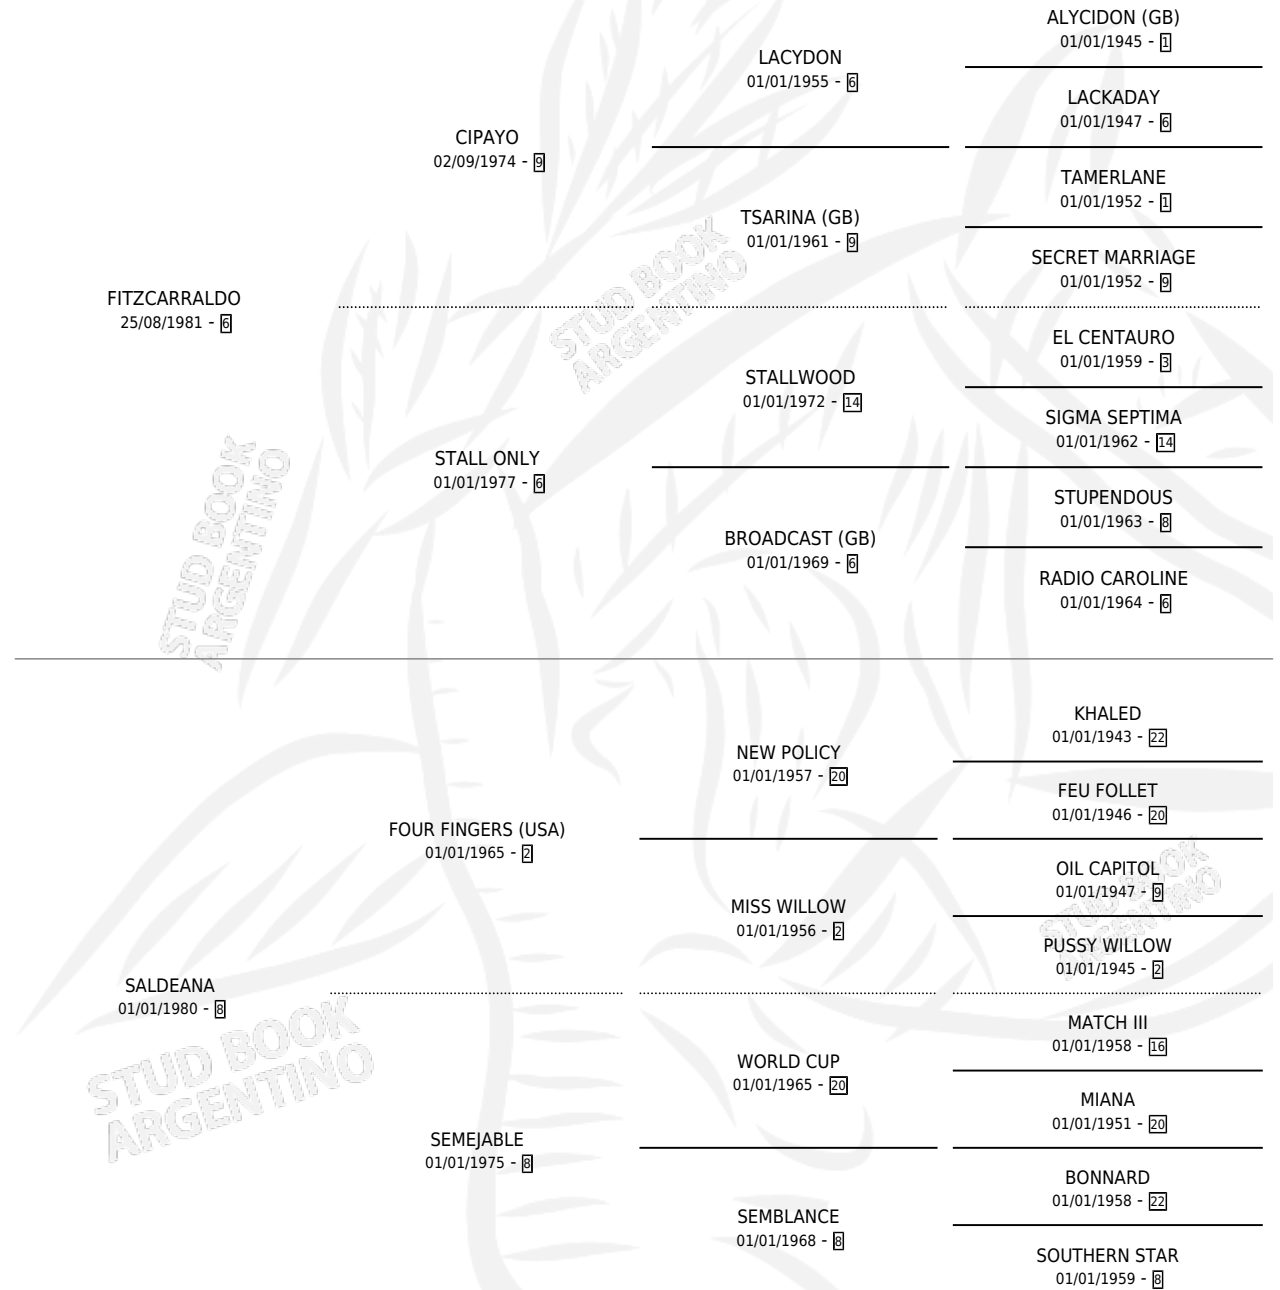 ALYCIDON (GB)
01/01/1945 - 1
LACYDON
01/01/1955 - 6
LACKADAY
01/01/1947 - 6
CIPAYO
02/09/1974 - 9
TAMERLANE
01/01/1952 - 1
TSARINA (GB)
01/01/1961 - 9
SECRET MARRIAGE
01/01/1952 - 9
FITZCARRALDO
25/08/1981 - 6
STUD BOOK
ARGENTINO
EL CENTAURO
01/01/1959 - 3
STALLWOOD
01/01/1972 - 14
SIGMA SEPTIMA
01/01/1962 - 14
STALL ONLY
01/01/1977 - 6
STUPENDOUS
01/01/1963 - 8
BROADCAST (GB)
01/01/1969 - 6
RADIO CAROLINE
01/01/1964 - 6
STUD BOOK
ARGENTINO
KHALED
01/01/1943 - 22
NEW POLICY
01/01/1957 - 20
FEU FOLLET
01/01/1946 - 20
FOUR FINGERS (USA)
01/01/1965 - 2
OIL CAPITOL
01/01/1947 - 9
STUD BOOK
ARGENTINO
MISS WILLOW
01/01/1956 - 2
PUSSY WILLOW
01/01/1945 - 2
SALDEANA
01/01/1980 - 8
MATCH III
01/01/1958 - 16
WORLD CUP
01/01/1965 - 20
MIANA
01/01/1951 - 20
STUD BOOK
ARGENTINO
SEMEJABLE
01/01/1975 - 8
BONNARD
01/01/1958 - 22
SEMBLANCE
01/01/1968 - 8
SOUTHERN STAR
01/01/1959 - 8